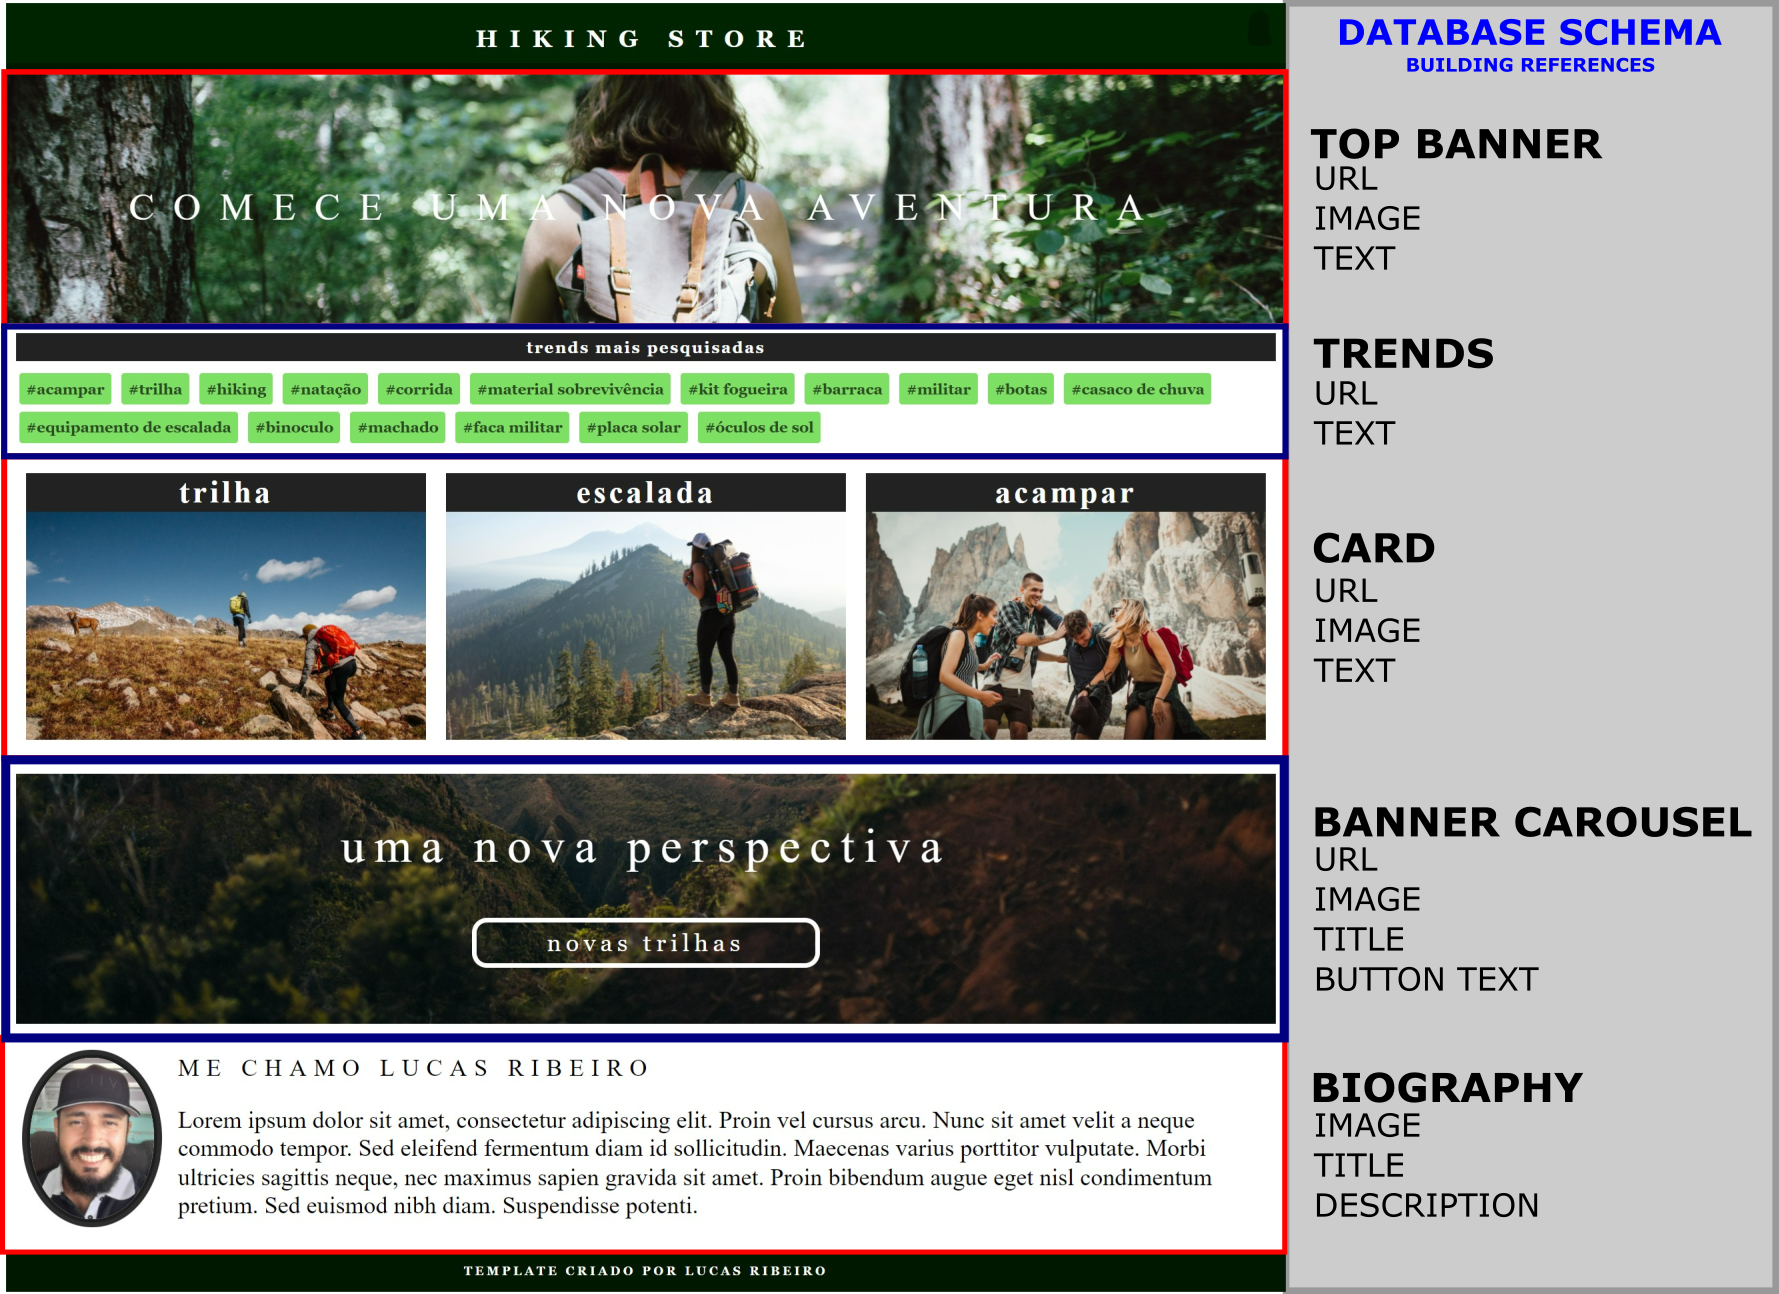 HIKING STORE
COMECE UMA NOVA AVENTURA
trends mais pesquisadas
#acampar #trilha #hiking #natação #corrida #material sobrevivência #kit fogueira #barraca #militar #botas #casaco de chuva
#equipamento de escalada #binoculo #machado #faca militar #placa solar #óculos de sol
trilha
escalada
acampar
uma nova perspectiva
novas trilhas
ME CHAMO LUCAS RIBEIRO
Lorem ipsum dolor sit amet, consectetur adipiscing elit. Proin vel cursus arcu. Nunc sit amet velit a neque
commodo tempor. Sed eleifend fermentum diam id sollicitudin. Maecenas varius porttitor vulputate. Morbi
ultricies sagittis neque, nec maximus sapien gravida sit amet. Proin bibendum augue eget nisl condimentum
pretium. Sed euismod nibh diam. Suspendisse potenti.
TEMPLATE CRIADO POR LUCAS RIBEIRO
DATABASE SCHEMA
BUILDING REFERENCES
TOP BANNER
URL
IMAGE
TEXT
TRENDS
URL
TEXT
CARD
URL
IMAGE
TEXT
BANNER CAROUSEL
URL
IMAGE
TITLE
BUTTON TEXT
BIOGRAPHY
IMAGE
TITLE
DESCRIPTION